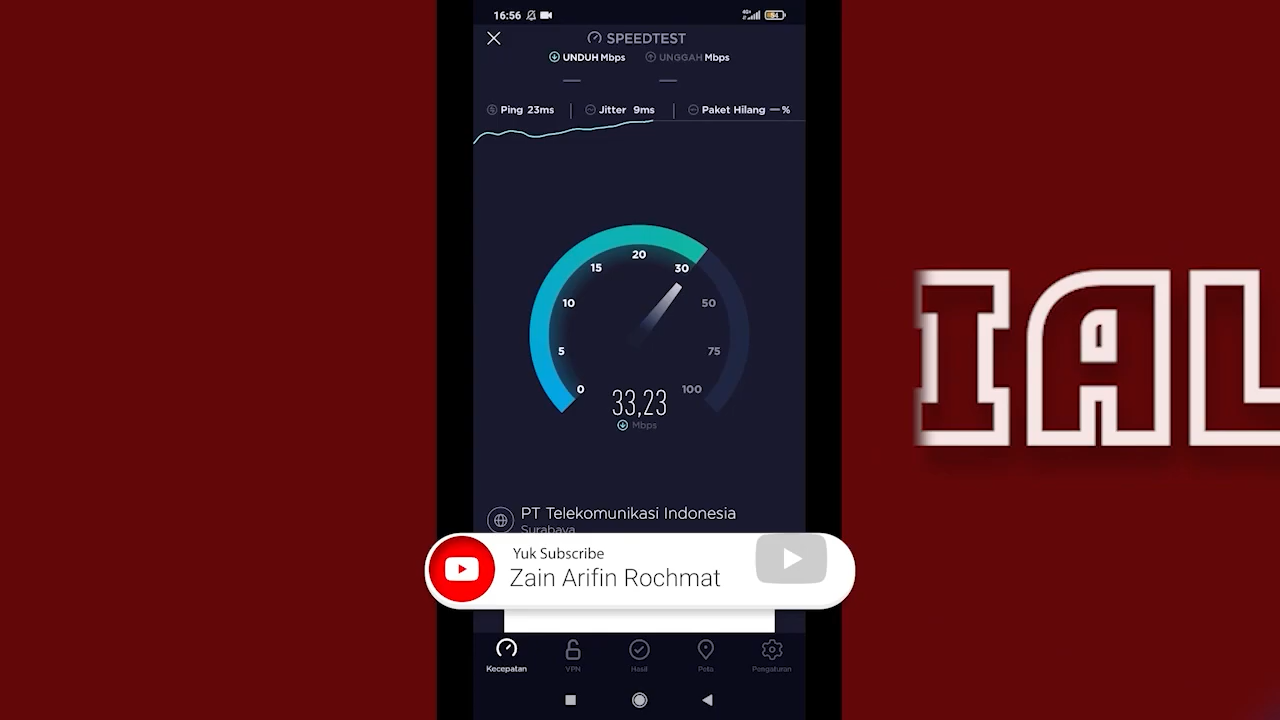 16:56
4G+
54
SPEEDTEST
UNDUH Mbps
UNGGAH Mbps
Ping 23ms
Jitter 9ms
Paket Hilang — %
0
5
10
15
20
30
50
75
100
33,23
Mbps
IAL
PT Telekomunikasi Indonesia
Surabaya
Yuk Subscribe
Zain Arifin Rochmat
Kecepatan
VPN
Hasil
Peta
Pengaturan